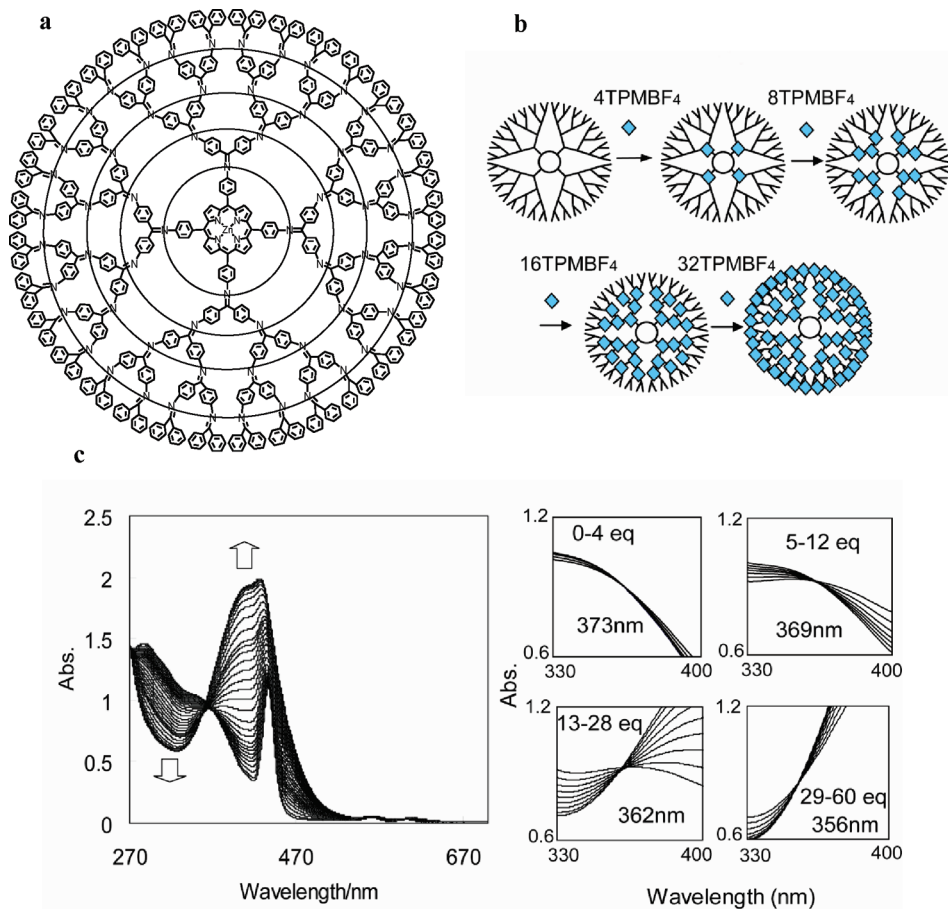 a
b
4TPMBF4
8TPMBF4
16TPMBF4
32TPMBF4
N
Zn
c
2.5
2
1.5
1
0.5
0
Abs.
270
470
670
Wavelength/nm
1.2
0-4 eq
373nm
0.6
330
400
1.2
5-12 eq
369nm
0.6
330
400
Abs.
1.2
13-28 eq
362nm
0.6
330
400
1.2
29-60 eq
356nm
0.6
330
400
Wavelength (nm)